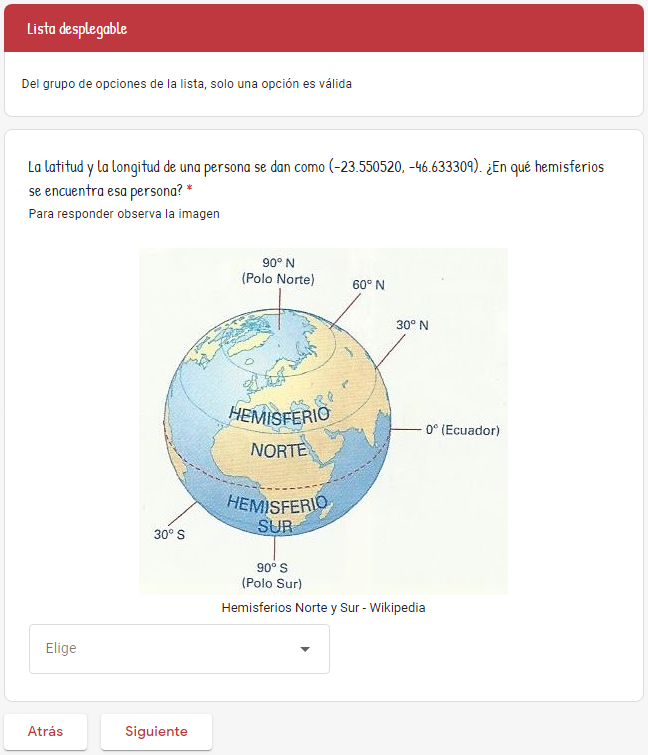 Lista desplegable
Del grupo de opciones de la lista, solo una opción es válida
La latitud y la longitud de una persona se dan como (-23.550520, -46.633309). ¿En qué hemisferios
se encuentra esa persona? *
Para responder observa la imagen
90° N
(Polo Norte)
60° N
30° N
HEMISFERIO
0° (Ecuador)
NORTE
HEMISFERIO
SUR
30° S
90° S
(Polo Sur)
Hemisferios Norte y Sur - Wikipedia
Elige
Atrás
Siguiente